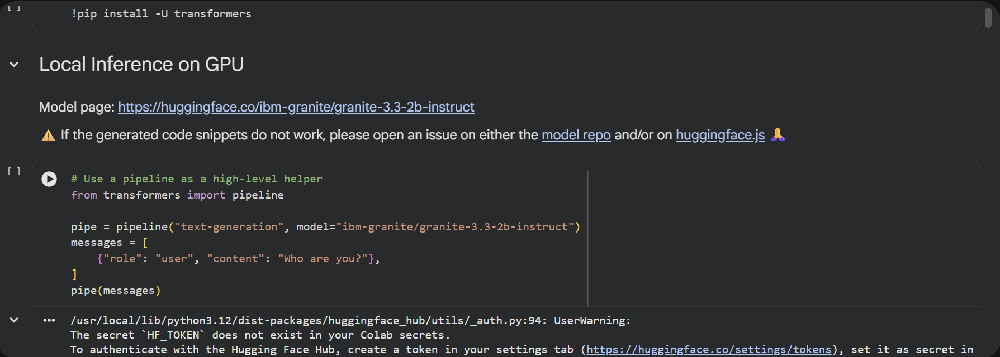 [ ]
!pip install -U transformers
Local Inference on GPU
Model page: https://huggingface.co/ibm-granite/granite-3.3-2b-instruct
⚠️ If the generated code snippets do not work, please open an issue on either the model repo and/or on huggingface.js 🙏
[ ]
# Use a pipeline as a high-level helper
from transformers import pipeline

pipe = pipeline("text-generation", model="ibm-granite/granite-3.3-2b-instruct")
messages = [
    {"role": "user", "content": "Who are you?"},
]
pipe(messages)
/usr/local/lib/python3.12/dist-packages/huggingface_hub/utils/_auth.py:94: UserWarning:
The secret `HF_TOKEN` does not exist in your Colab secrets.
To authenticate with the Hugging Face Hub, create a token in your settings tab (https://huggingface.co/settings/tokens), set it as secret in